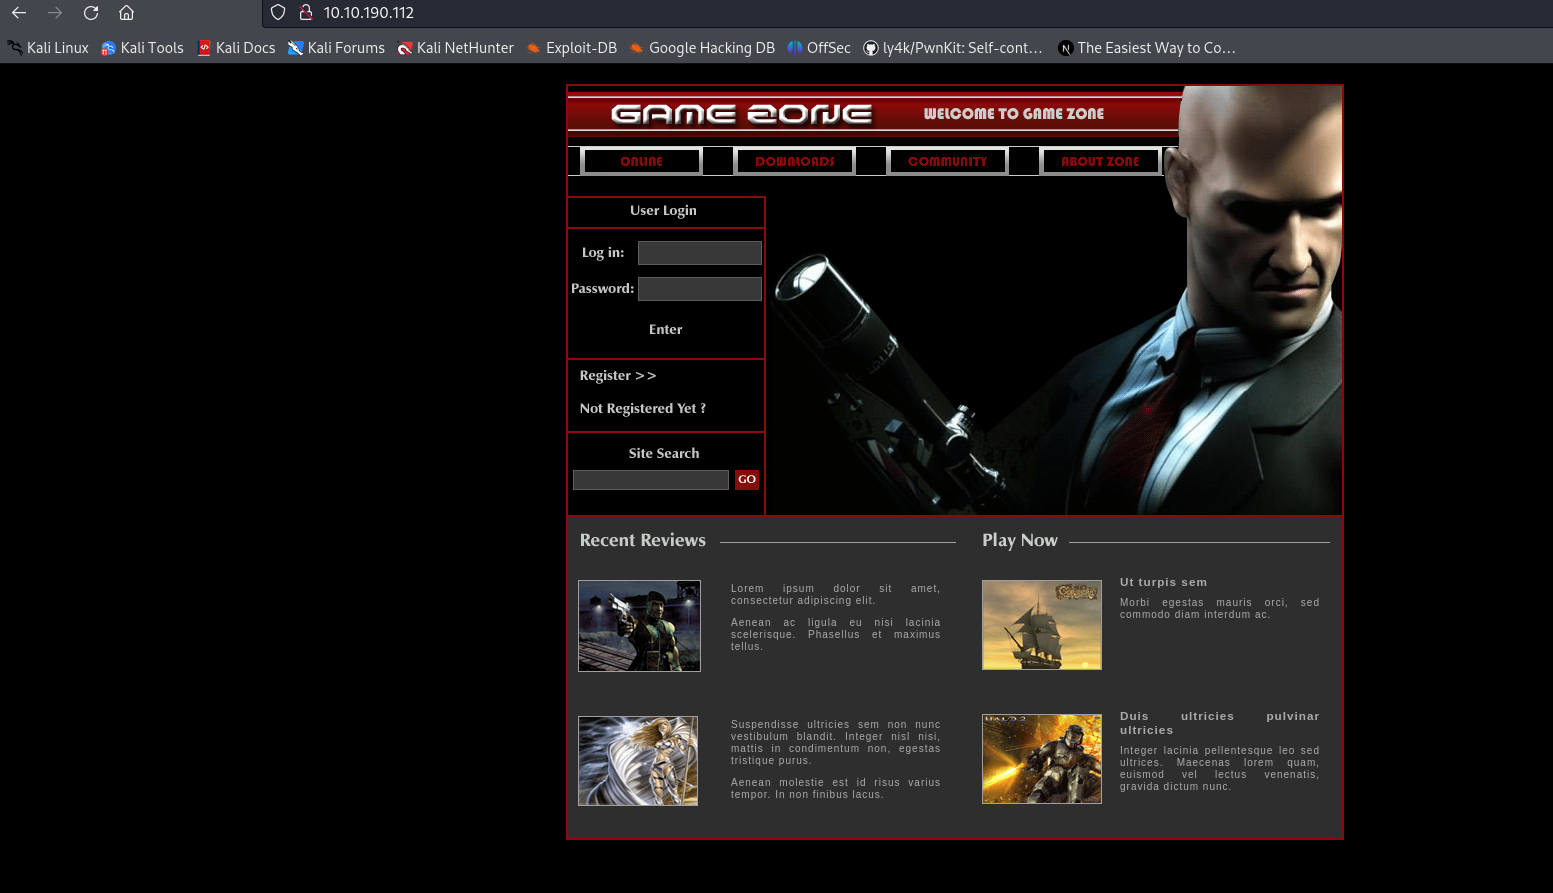 10.10.190.112
Kali Linux Kali Tools Kali Docs Kali Forums Kali NetHunter Exploit-DB Google Hacking DB OffSec ly4k/PwnKit: Self-cont… The Easiest Way to Co…
GAME ZONE WELCOME TO GAME ZONE
ONLINE DOWNLOADS COMMUNITY ABOUT ZONE
User Login
Log in:
Password:
Enter
Register >>
Not Registered Yet ?
Site Search
GO
Recent Reviews
Lorem ipsum dolor sit amet,
consectetur adipiscing elit.
Aenean ac ligula eu nisi lacinia
scelerisque. Phasellus et maximus
tellus.
Suspendisse ultricies sem non nunc
vestibulum blandit. Integer nisl nisi,
mattis in condimentum non, egestas
tristique purus.
Aenean molestie est id risus varius
tempor. In non finibus lacus.
Play Now
Ut turpis sem
Morbi egestas mauris orci, sed
commodo diam interdum ac.
HALO 2
Duis ultricies pulvinar
ultricies
Integer lacinia pellentesque leo sed
ultrices. Maecenas lorem quam,
euismod vel lectus venenatis,
gravida dictum nunc.